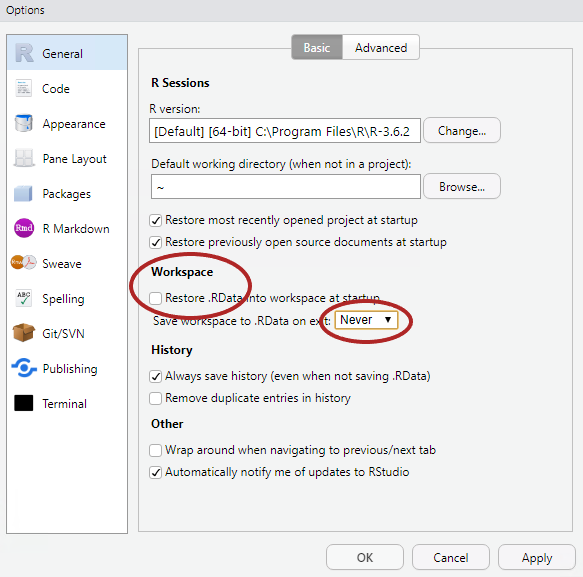 Options
General
Code
Appearance
Pane Layout
Packages
Rmd R Markdown
Sweave
ABC Spelling
Git/SVN
Publishing
Terminal
Basic Advanced
R Sessions
R version:
[Default] [64-bit] C:\Program Files\R\R-3.6.2 Change...
Default working directory (when not in a project):
~ Browse...
Restore most recently opened project at startup
Restore previously open source documents at startup
Workspace
Restore .RData into workspace at startup
Save workspace to .RData on exit: Never
History
Always save history (even when not saving .RData)
Remove duplicate entries in history
Other
Wrap around when navigating to previous/next tab
Automatically notify me of updates to RStudio
OK Cancel Apply